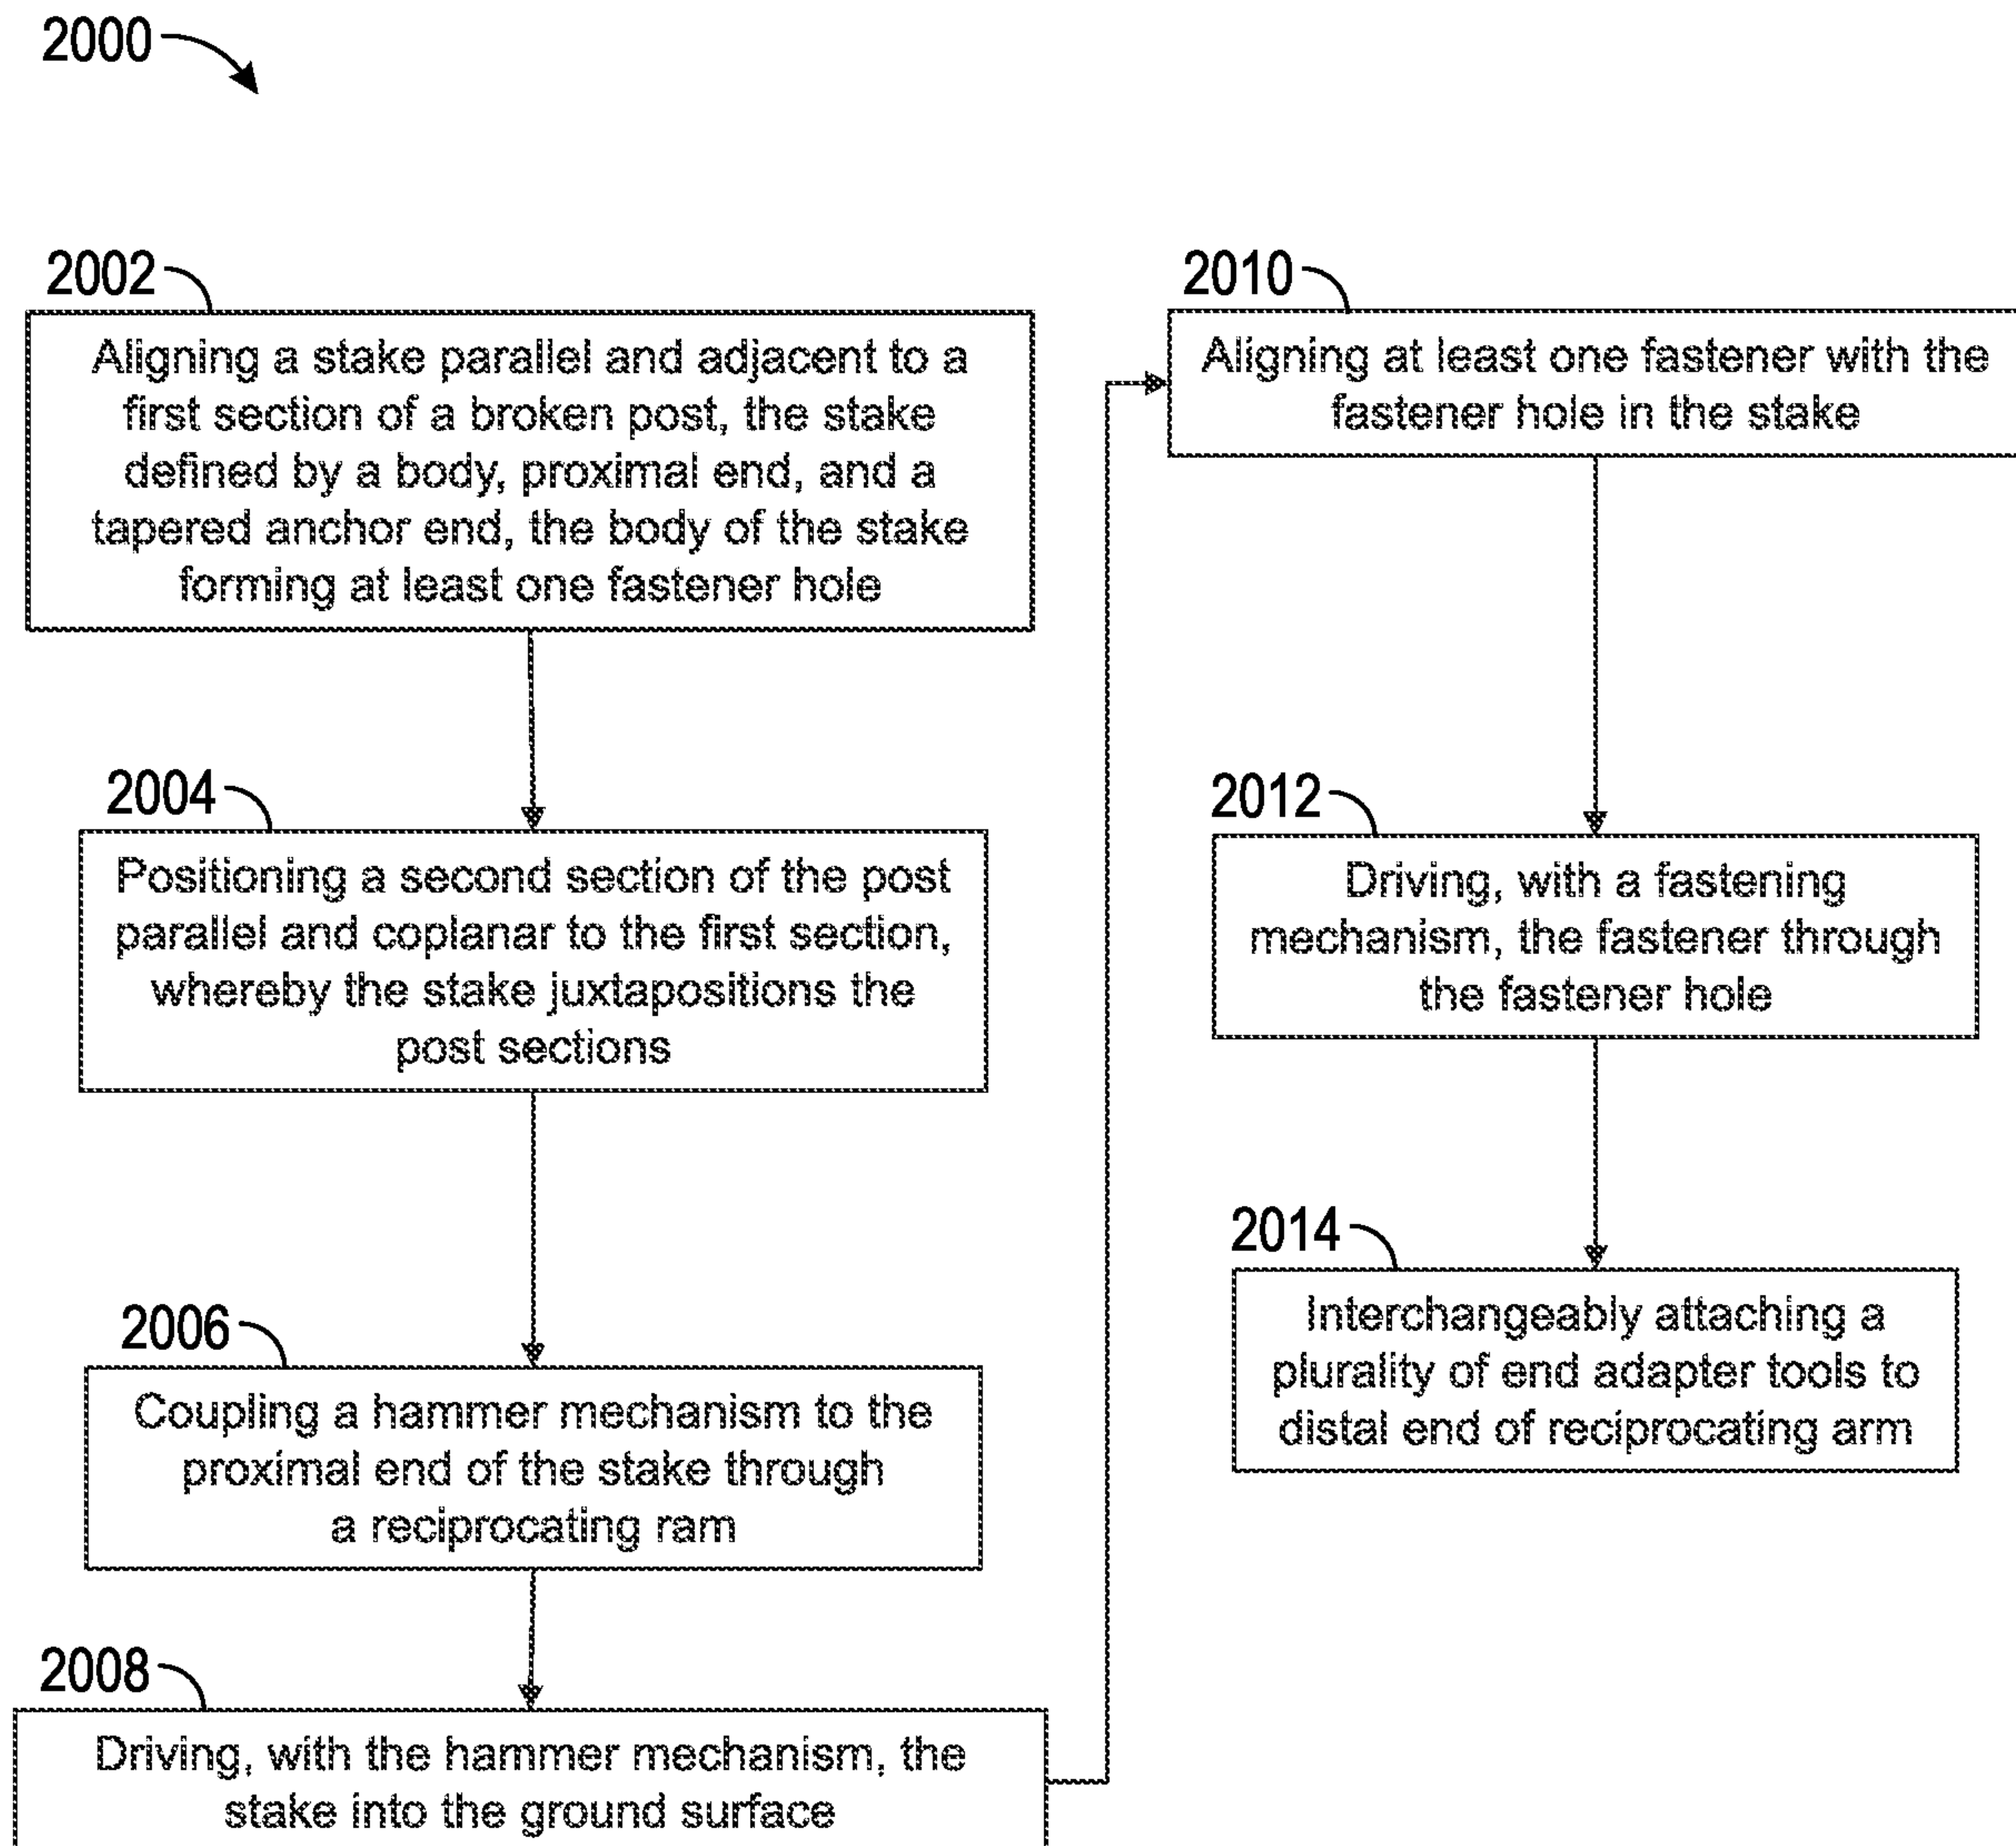 2000
2002
Aligning a stake parallel and adjacent to a
first section of a broken post, the stake
defined by a body, proximal end, and a
tapered anchor end, the body of the stake
forming at least one fastener hole
2004
Positioning a second section of the post
parallel and coplanar to the first section,
whereby the stake juxtapositions the
post sections
2006
Coupling a hammer mechanism to the
proximal end of the stake through
a reciprocating ram
2008
Driving, with the hammer mechanism, the
stake into the ground surface
2010
Aligning at least one fastener with the
fastener hole in the stake
2012
Driving, with a fastening
mechanism, the fastener through
the fastener hole
2014
Interchangeably attaching a
plurality of end adapter tools to
distal end of reciprocating arm